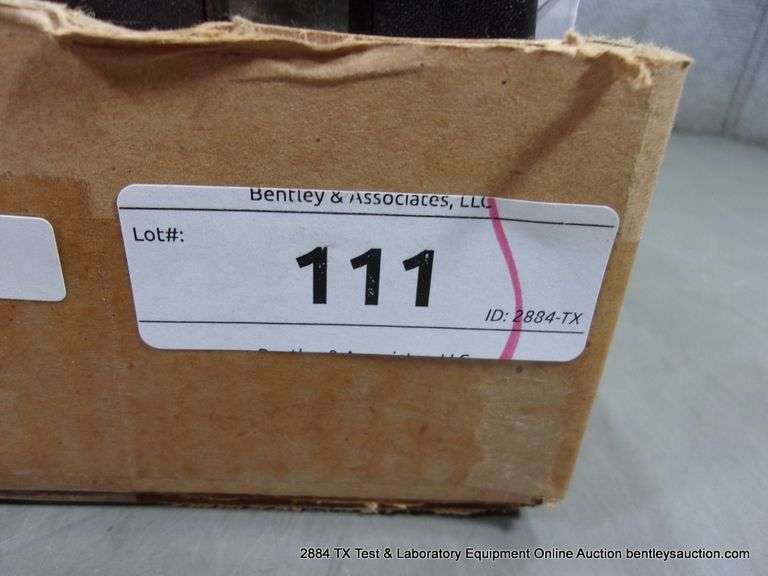 Bentley & Associates, LLC
Lot#:
111
ID: 2884-TX
2884 TX Test & Laboratory Equipment Online Auction bentleysauction.com